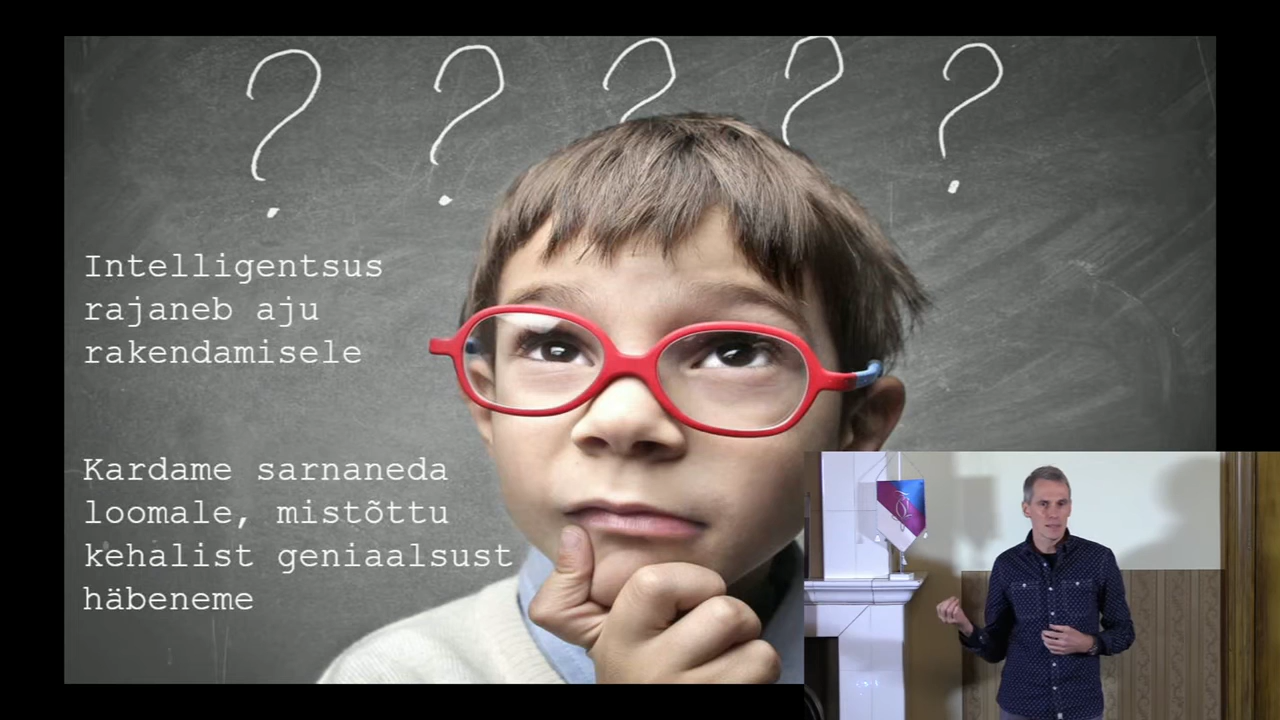 ? ? ? ? ?
Intelligentsus
rajaneb aju
rakendamisele
Kardame sarnaneda
loomale, mistõttu
kehalist geniaalsust
häbeneme